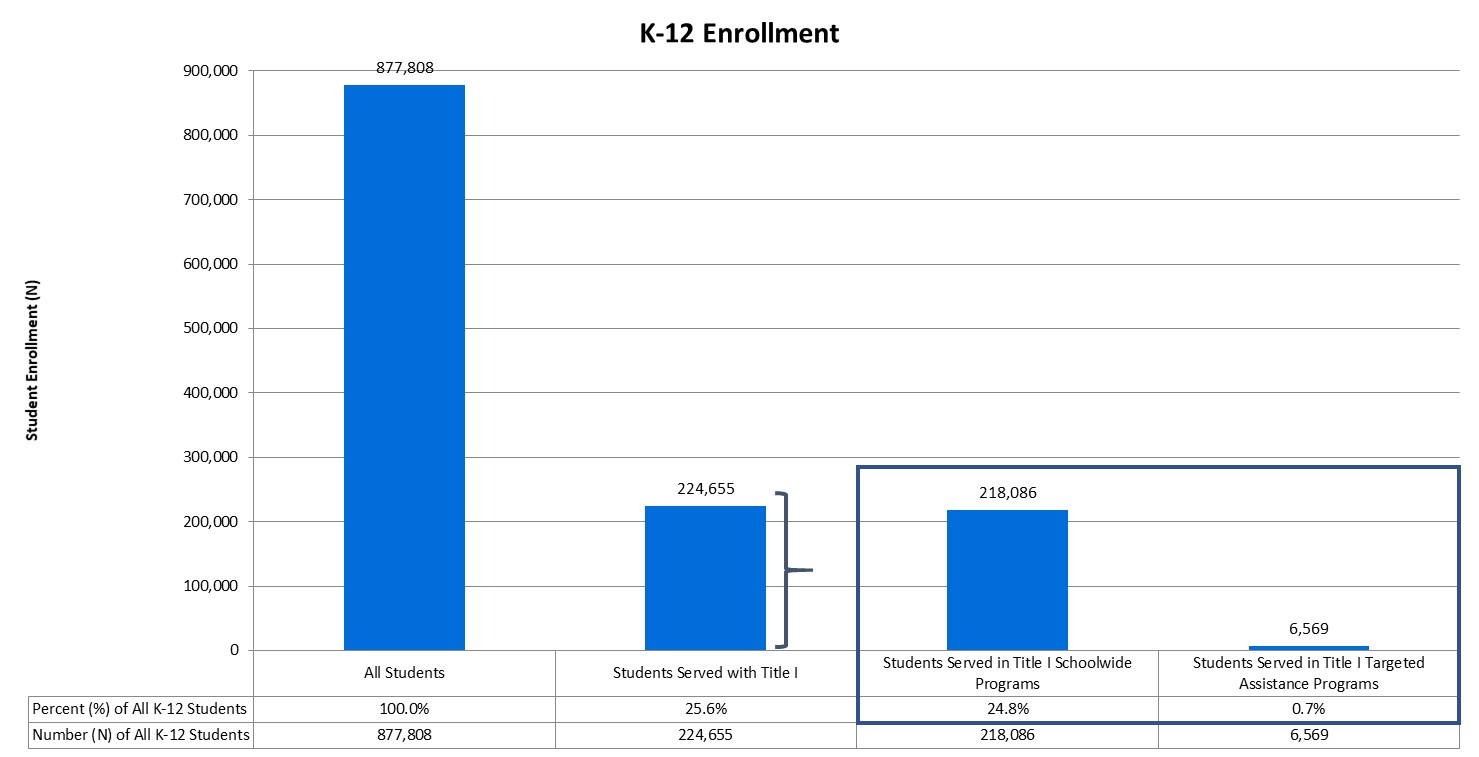 K-12 Enrollment
Student Enrollment (N)
900,000
800,000
700,000
600,000
500,000
400,000
300,000
200,000
100,000
0
877,808
224,655
218,086
6,569
All Students
Students Served with Title I
Students Served in Title I Schoolwide
Programs
Students Served in Title I Targeted
Assistance Programs
Percent (%) of All K-12 Students 100.0% 25.6% 24.8% 0.7%
Number (N) of All K-12 Students 877,808 224,655 218,086 6,569